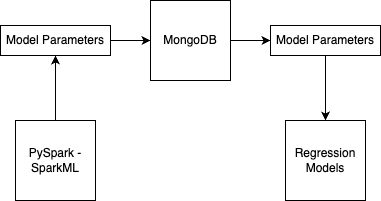 Model Parameters
MongoDB
Model Parameters
PySpark -
SparkML
Regression
Models